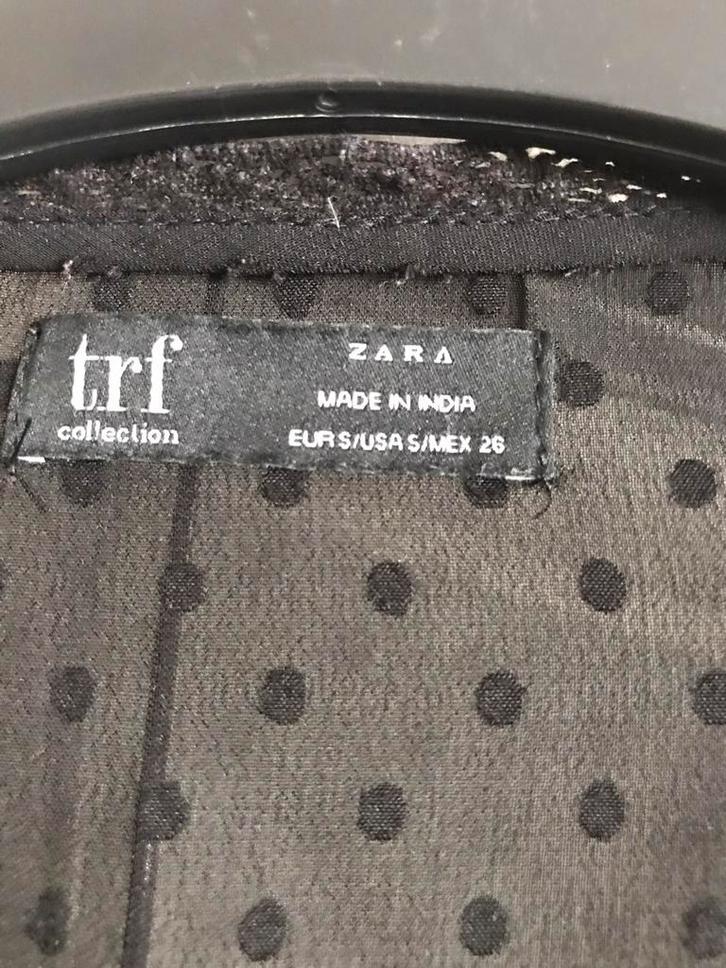 trf
collection
ZARA
MADE IN INDIA
EUR S/USA S/MEX 26